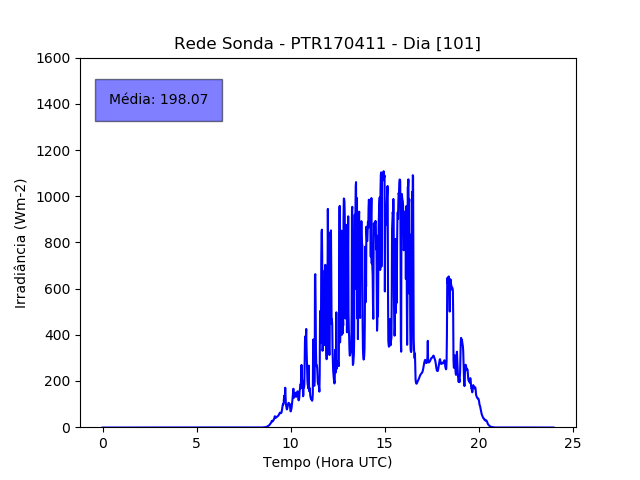 Rede Sonda - PTR170411 - Dia [101]
1600
1400
1200
1000
800
600
400
200
0
Irradiância (Wm-2)
Média: 198.07
0 5 10 15 20 25
Tempo (Hora UTC)